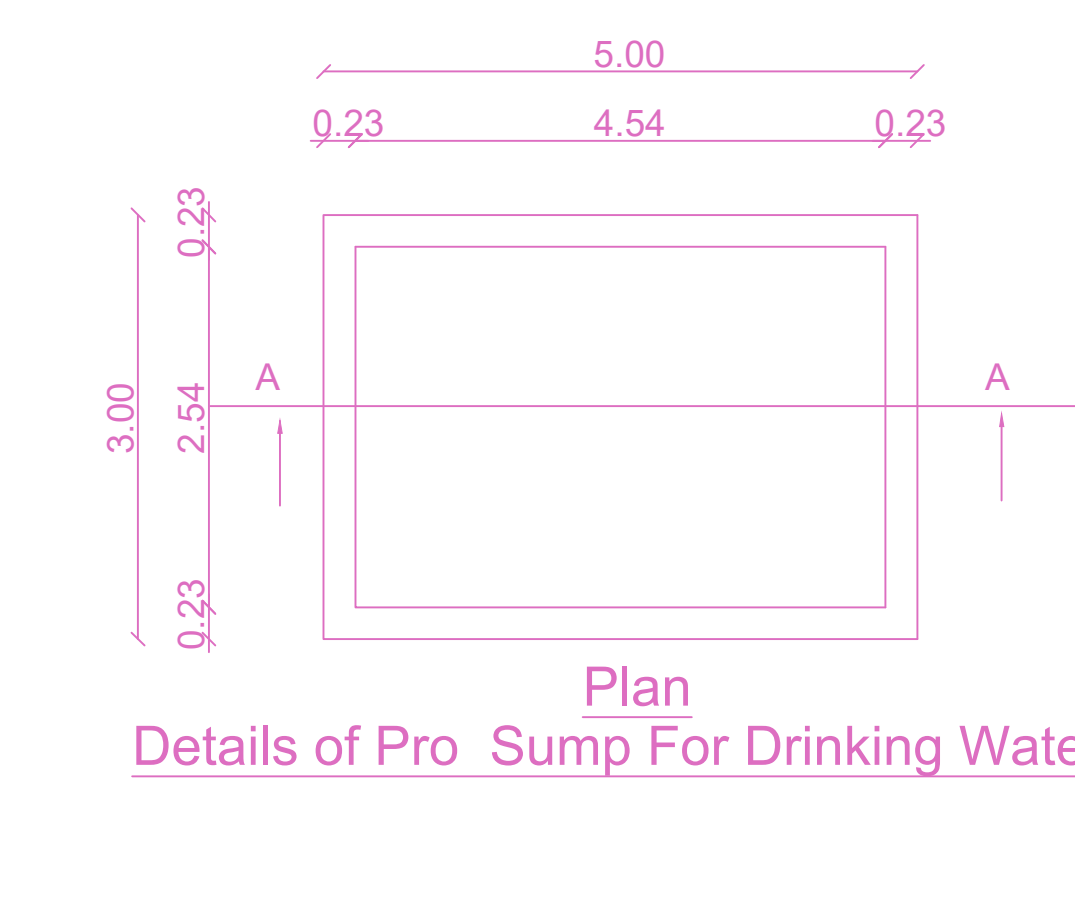 5.00
0.23 4.54 0.23
0.23
A A
3.00 2.54
0.23
Plan
Details of Pro Sump For Drinking Wate